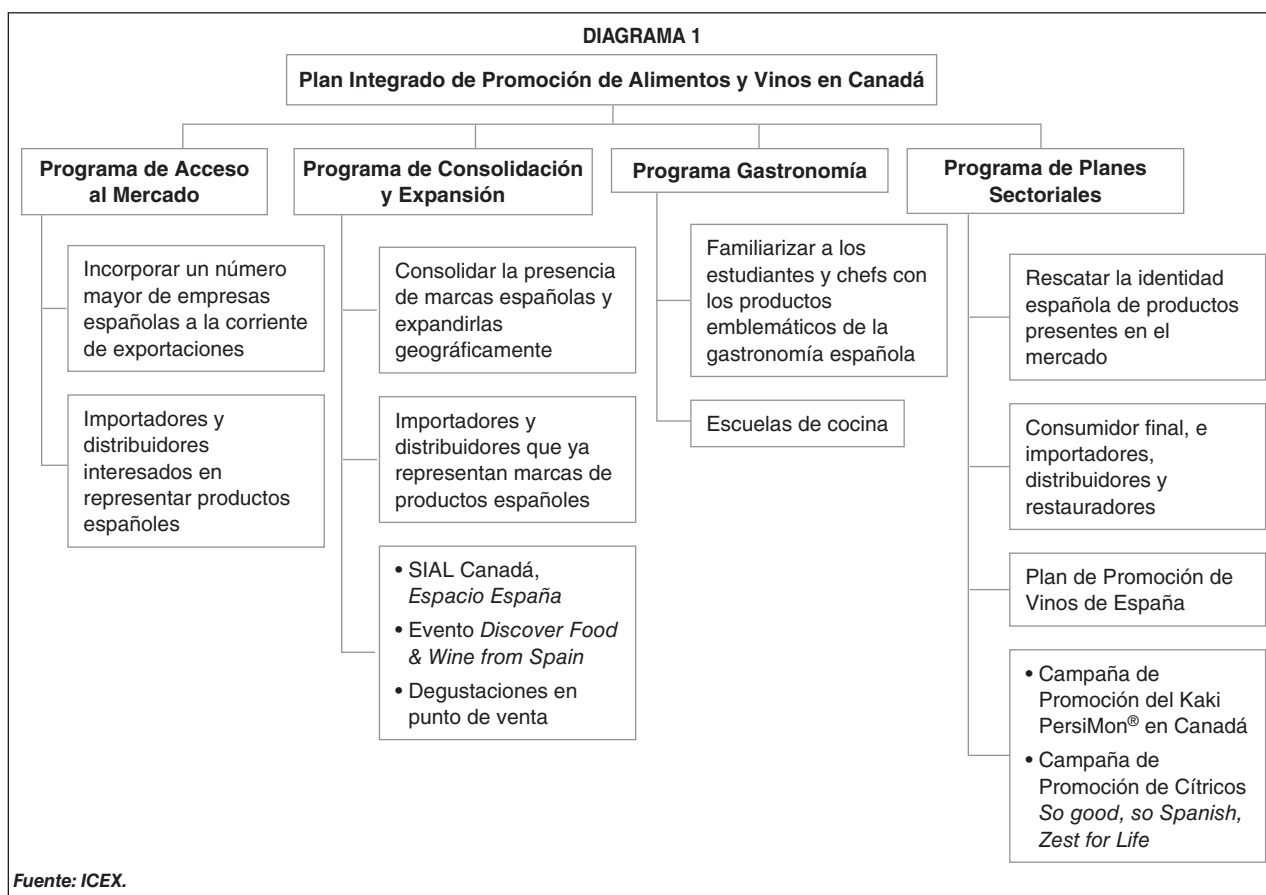 DIAGRAMA 1
Plan Integrado de Promoción de Alimentos y Vinos en Canadá
Programa de Acceso
al Mercado
Incorporar un número
mayor de empresas
españolas a la corriente
de exportaciones
Importadores y
distribuidores
interesados en
representar productos
españoles
Programa de Consolidación
y Expansión
Consolidar la presencia
de marcas españolas y
expandirlas
geográficamente
Importadores y
distribuidores que ya
representan marcas de
productos españoles
• SIAL Canadá,
Espacio España
• Evento Discover Food
& Wine from Spain
• Degustaciones en
punto de venta
Programa Gastronomía
Familiarizar a los
estudiantes y chefs con
los productos
emblemáticos de la
gastronomía española
Escuelas de cocina
Programa de Planes
Sectoriales
Rescatar la identidad
española de productos
presentes en el
mercado
Consumidor final, e
importadores,
distribuidores y
restauradores
Plan de Promoción de
Vinos de España
• Campaña de
Promoción del Kaki
PersiMon® en Canadá
• Campaña de
Promoción de Cítricos
So good, so Spanish,
Zest for Life
Fuente: ICEX.